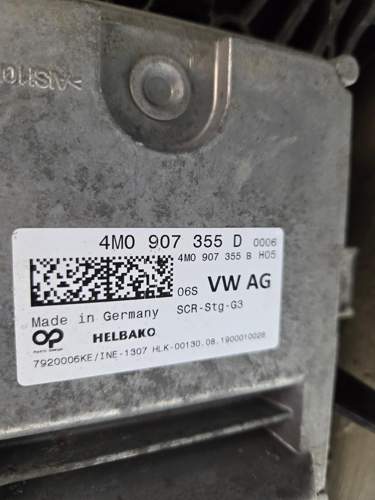 4M0 907 355 D 0006
4M0 907 355 B H05
06S VW AG
SCR-Stg-G3
Made in Germany
HELBAKO
7920006KE/INE-1307 HLK-00130.08.1900010028